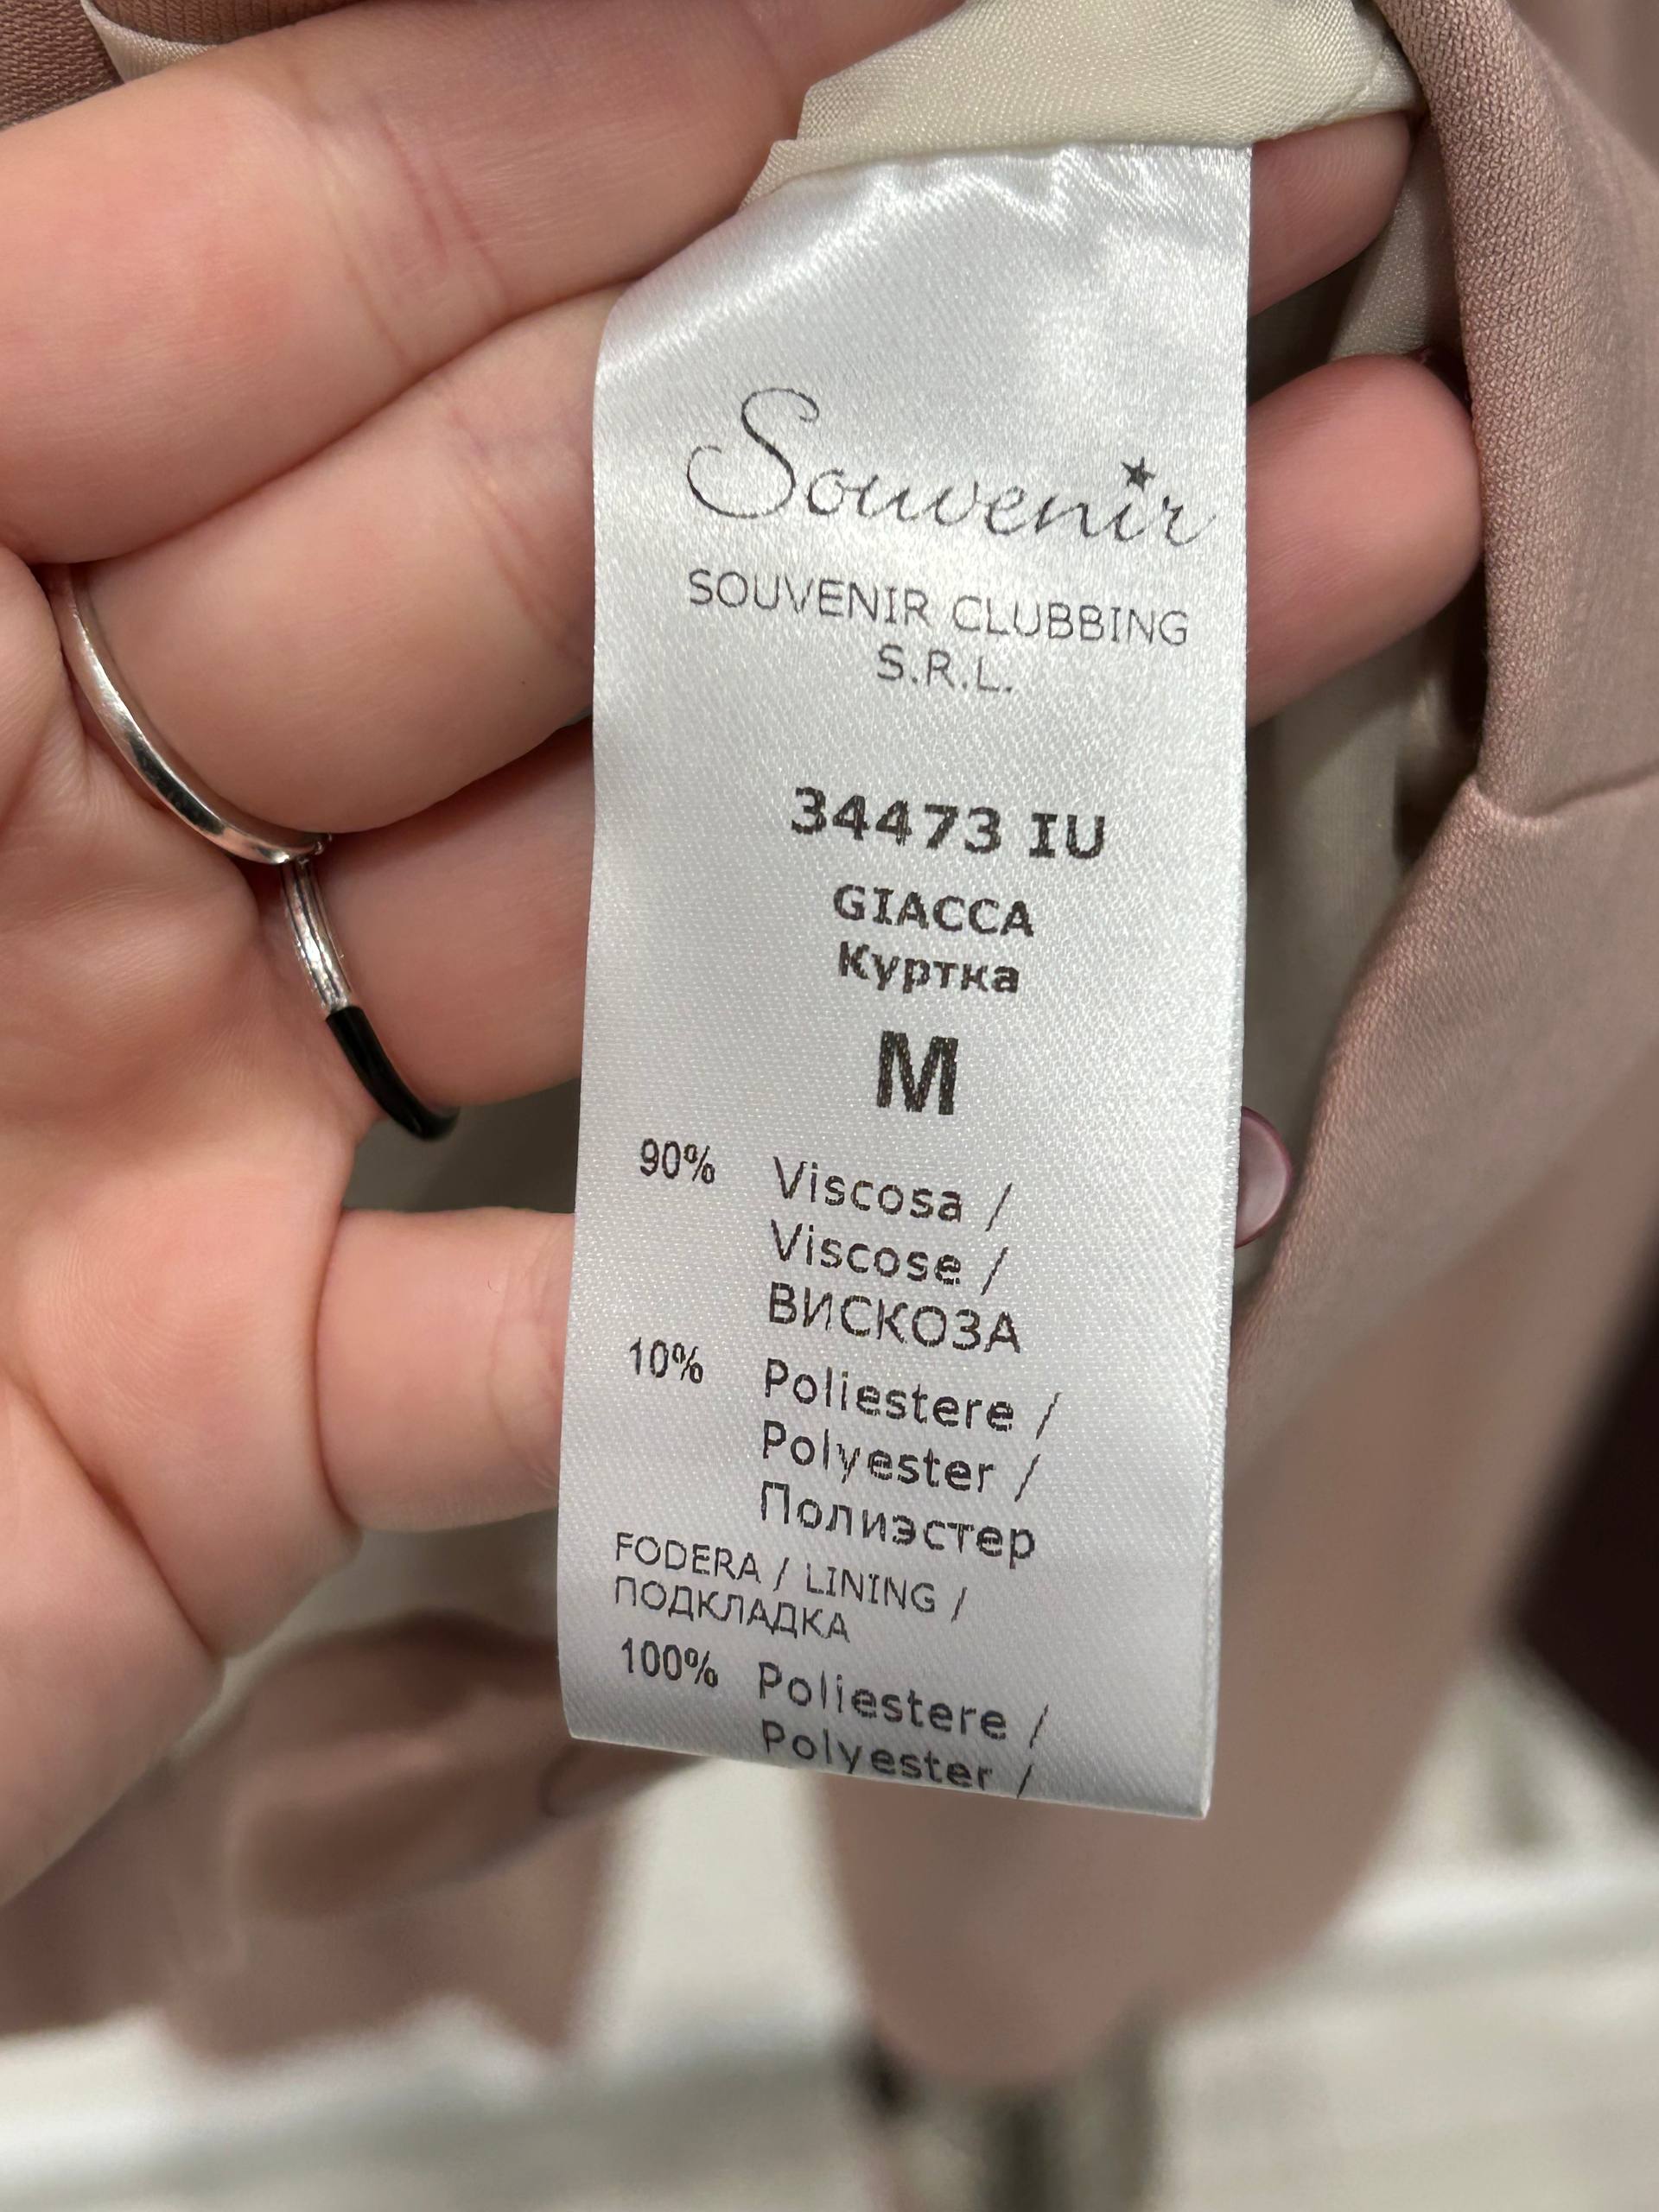 Souvenir
SOUVENIR CLUBBING
S.R.L.
34473 IU
GIACCA
Куртка
M
90% Viscosa /
Viscose /
ВИСКОЗА
10% Poliestere /
Polyester /
Полиэстер
FODERA / LINING /
ПОДКЛАДКА
100% Poliestere /
Polyester /